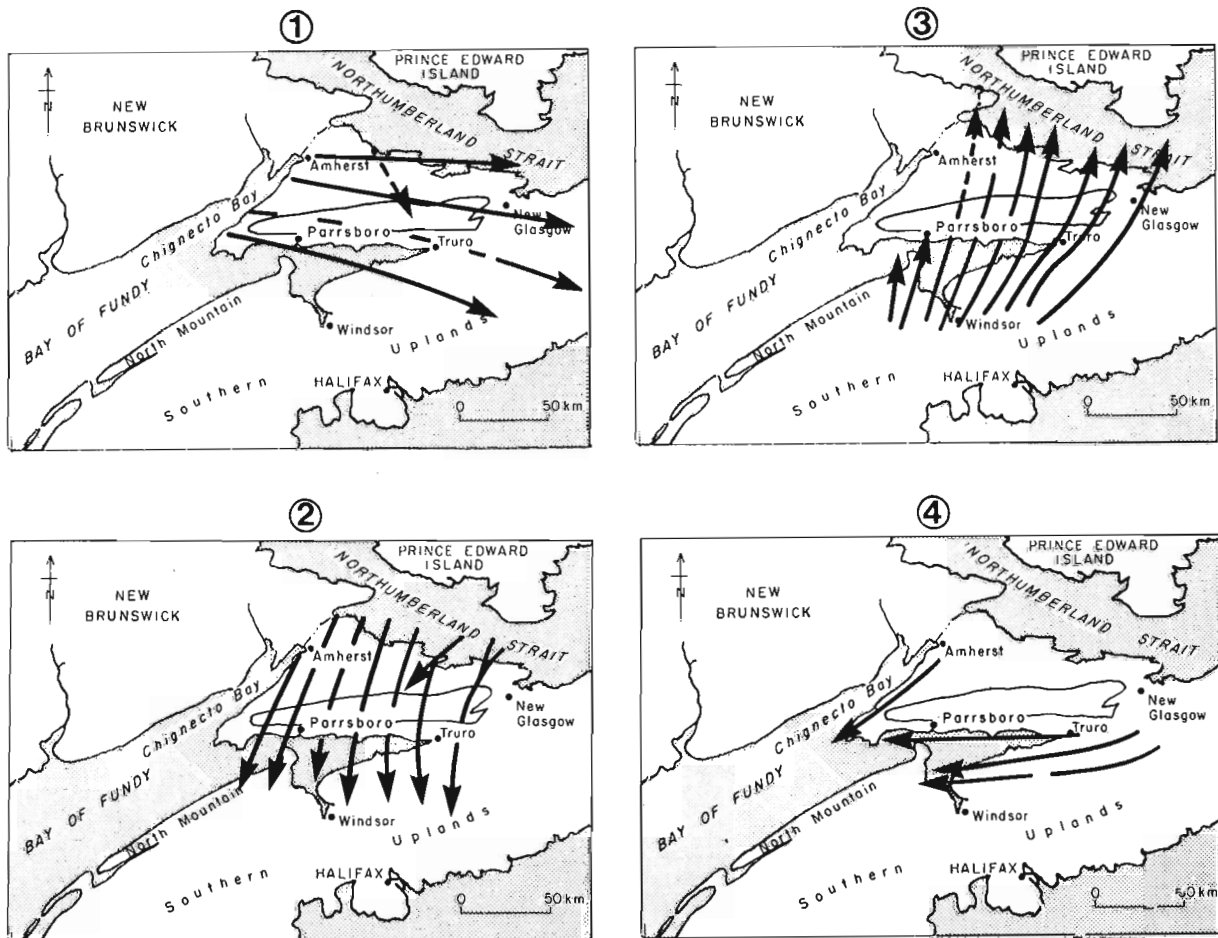 ①
PRINCE EDWARD
ISLAND
NORTHUMBERLAND
STRAIT
N
NEW
BRUNSWICK
Amherst
Chignecto Bay
New
Glasgow
Parrsboro
Truro
BAY OF FUNDY
North Mountain
Windsor
Uplands
Southern
HALIFAX
0 50 km
③
PRINCE EDWARD
ISLAND
NORTHUMBERLAND
STRAIT
N
NEW
BRUNSWICK
Amherst
Chignecto Bay
New
Glasgow
Parrsboro
Truro
BAY OF FUNDY
North Mountain
Windsor
Uplands
Southern
HALIFAX
0 50 km
②
PRINCE EDWARD
ISLAND
NORTHUMBERLAND
STRAIT
N
NEW
BRUNSWICK
Amherst
Chignecto Bay
New
Glasgow
Parrsboro
Truro
BAY OF FUNDY
North Mountain
Windsor
Uplands
Southern
HALIFAX
0 50 km
④
PRINCE EDWARD
ISLAND
NORTHUMBERLAND
STRAIT
N
NEW
BRUNSWICK
Amherst
Chignecto Bay
New
Glasgow
Parrsboro
Truro
BAY OF FUNDY
North Mountain
Windsor
Uplands
Southern
HALIFAX
0 50 km